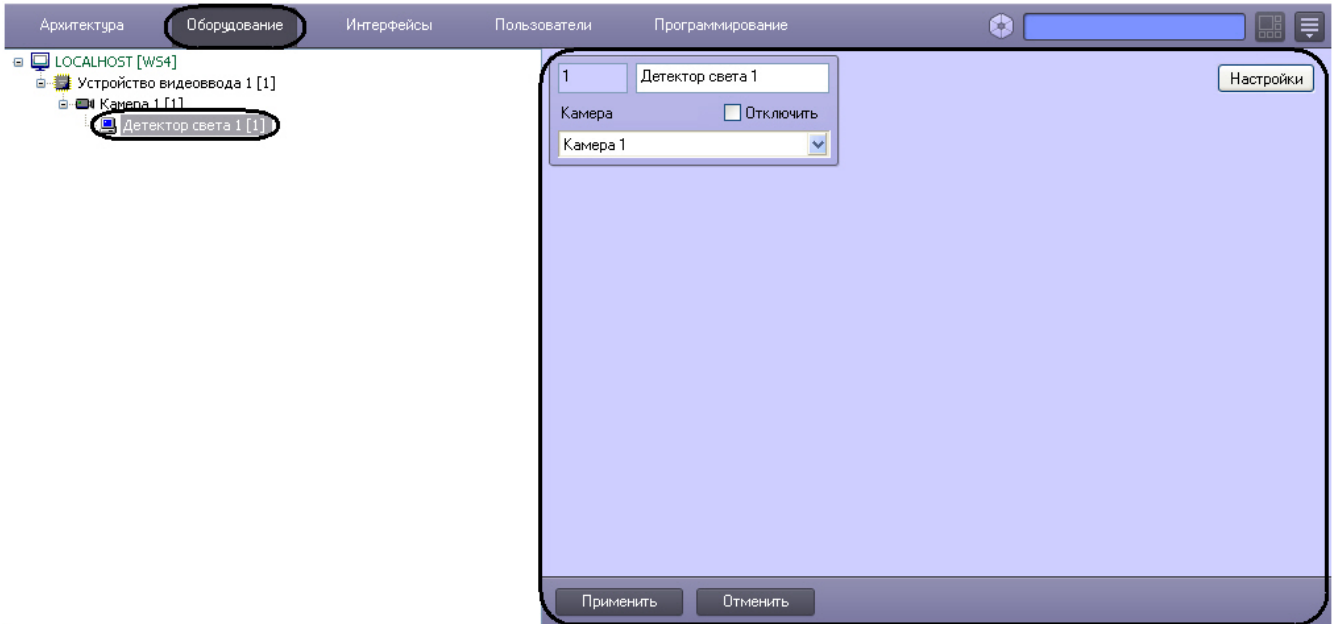 Архитектура Оборудование Интерфейсы Пользователи Программирование
LOCALHOST [WS4]
Устройство видеоввода 1 [1]
Камера 1 [1]
Детектор света 1 [1]
1 Детектор света 1 Настройки
Камера Отключить
Камера 1
Применить Отменить